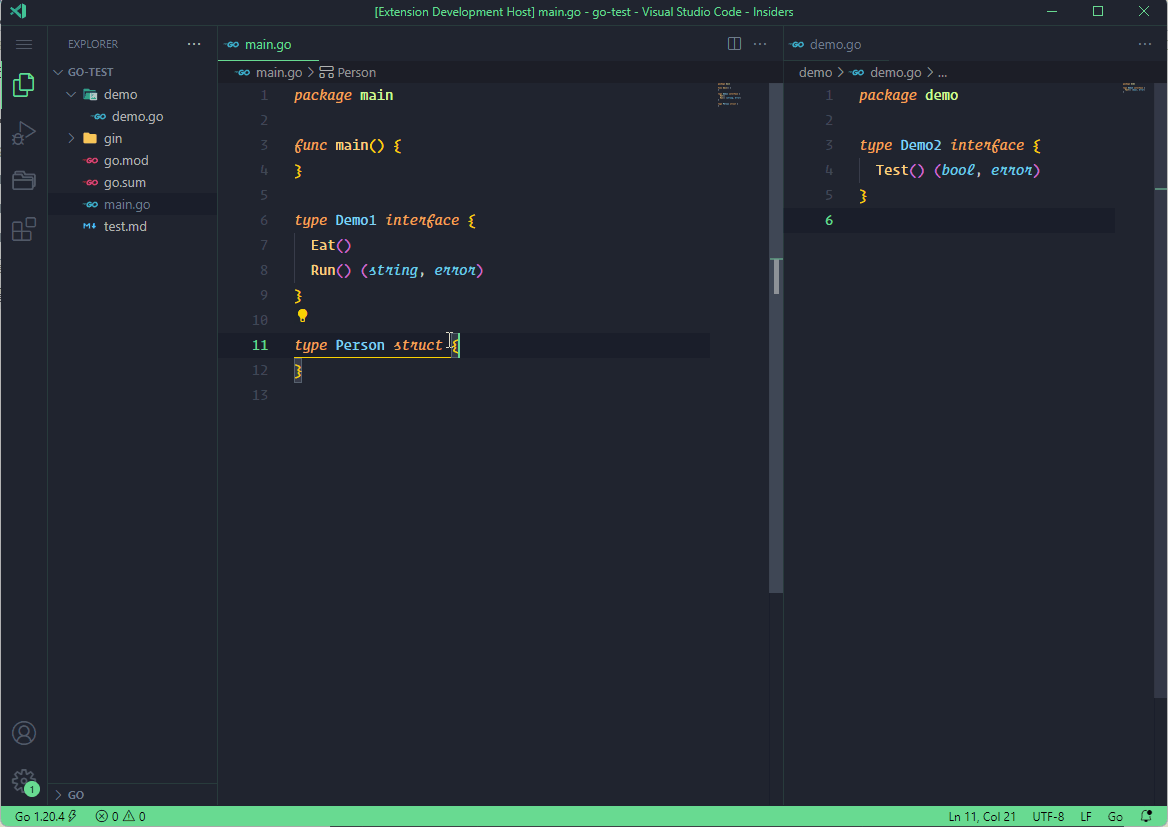 [Extension Development Host] main.go - go-test - Visual Studio Code - Insiders
EXPLORER
GO-TEST
demo
demo.go
gin
go.mod
go.sum
main.go
test.md
GO
main.go
main.go > Person
1 package main
2
3 func main() {
4 }
5
6 type Demo1 interface {
7 Eat()
8 Run() (string, error)
9 }
10
11 type Person struct {
12 }
13
demo.go
demo > demo.go > ...
1 package demo
2
3 type Demo2 interface {
4 Test() (bool, error)
5 }
6
1
Go 1.20.4 0 0 Ln 11, Col 21 UTF-8 LF Go